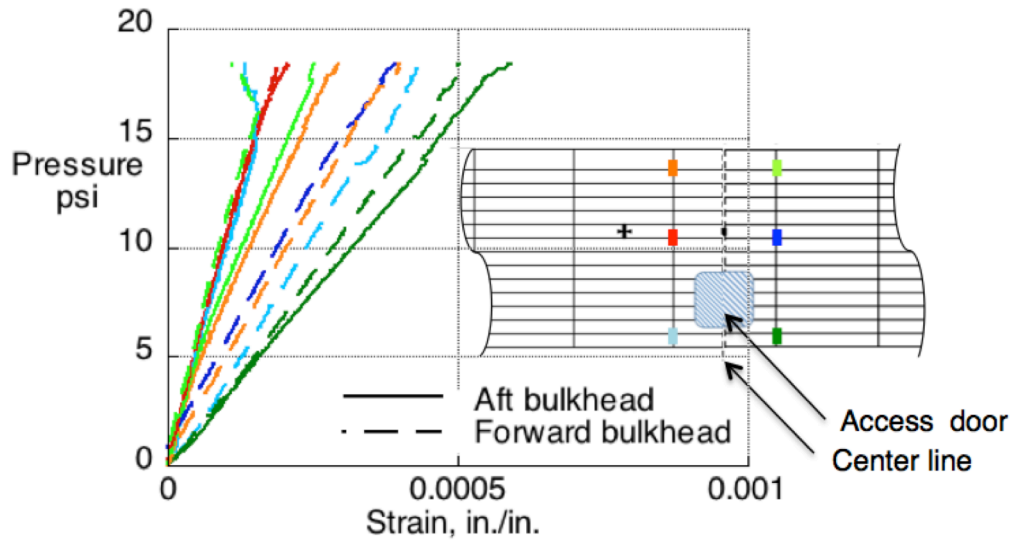 20
15
Pressure
psi
10
5
Aft bulkhead
Forward bulkhead
Access door
Center line
0
0
0.0005
0.001
Strain, in./in.